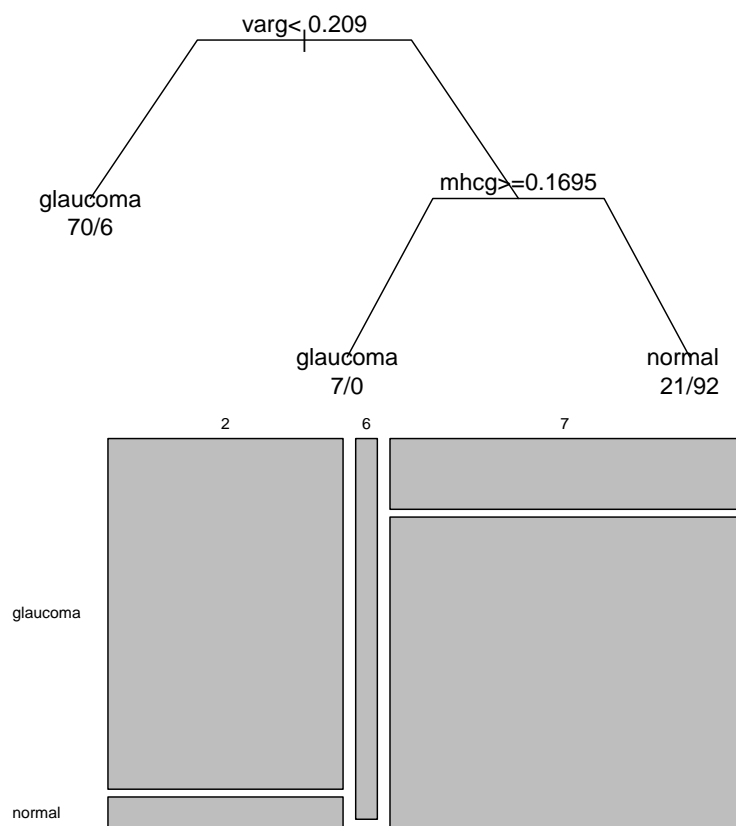 varg< 0.209
glaucoma
70/6
mhcg>=0.1695
glaucoma
7/0
normal
21/92
2
6
7
glaucoma
normal